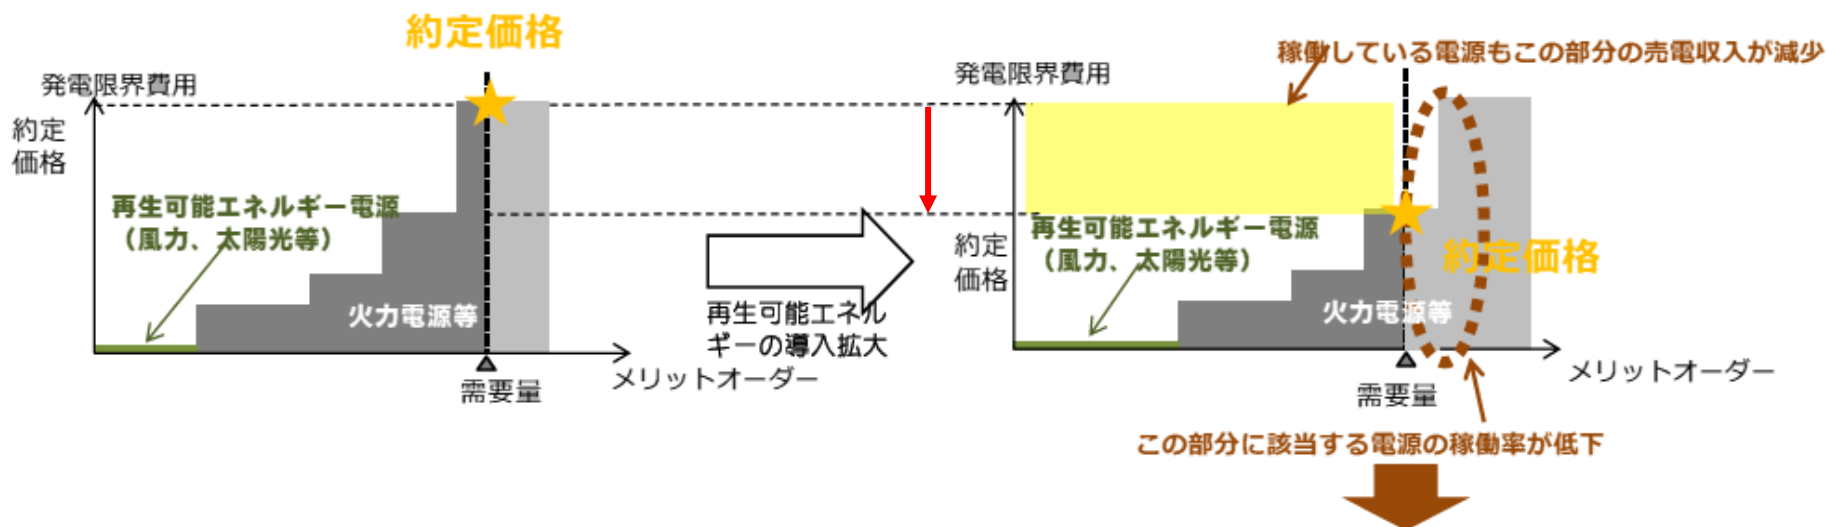 約定価格
発電限界費用
約定
価格
再生可能エネルギー電源
（風力、太陽光等）
火力電源等
需要量
メリットオーダー
再生可能エネル
ギーの導入拡大
稼働している電源もこの部分の売電収入が減少
発電限界費用
約定
価格
再生可能エネルギー電源
（風力、太陽光等）
約定価格
火力電源等
需要量
メリットオーダー
この部分に該当する電源の稼働率が低下